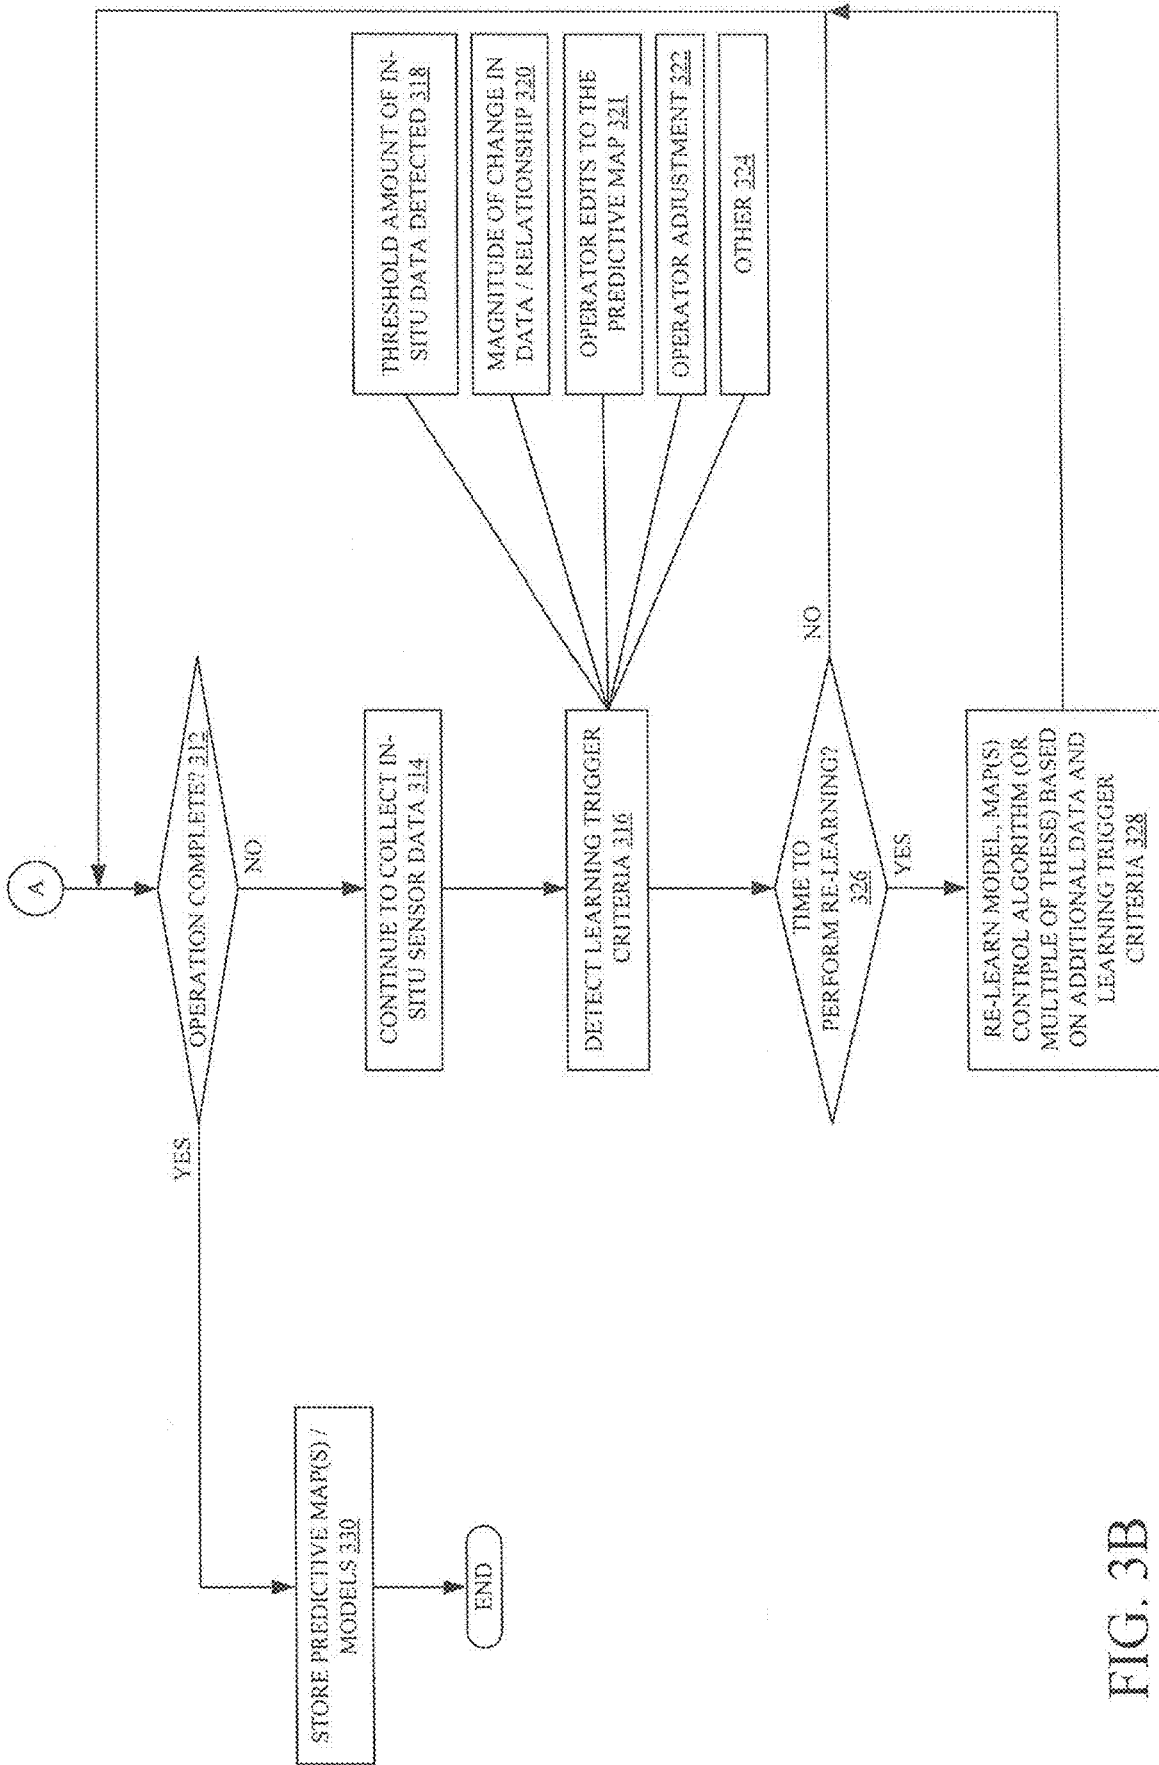 A
OPERATION COMPLETE? 312
YES
NO
STORE PREDICTIVE MAP(S) /
MODELS 330
END
CONTINUE TO COLLECT IN-
SITU SENSOR DATA 314
DETECT LEARNING TRIGGER
CRITERIA 316
THRESHOLD AMOUNT OF IN-
SITU DATA DETECTED 318
MAGNITUDE OF CHANGE IN
DATA / RELATIONSHIP 320
OPERATOR EDITS TO THE
PREDICTIVE MAP 321
OPERATOR ADJUSTMENT 322
OTHER 324
TIME TO
PERFORM RE-LEARNING?
326
NO
YES
RE-LEARN MODEL, MAP(S)
CONTROL ALGORITHM (OR
MULTIPLE OF THESE) BASED
ON ADDITIONAL DATA AND
LEARNING TRIGGER
CRITERIA 328
FIG. 3B